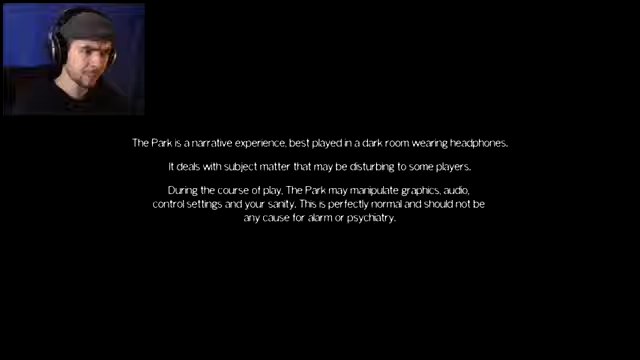 The Park is a narrative experience, best played in a dark room wearing headphones.
It deals with subject matter that may be disturbing to some players.
During the course of play, The Park may manipulate graphics, audio,
control settings and your sanity. This is perfectly normal and should not be
any cause for alarm or psychiatry.